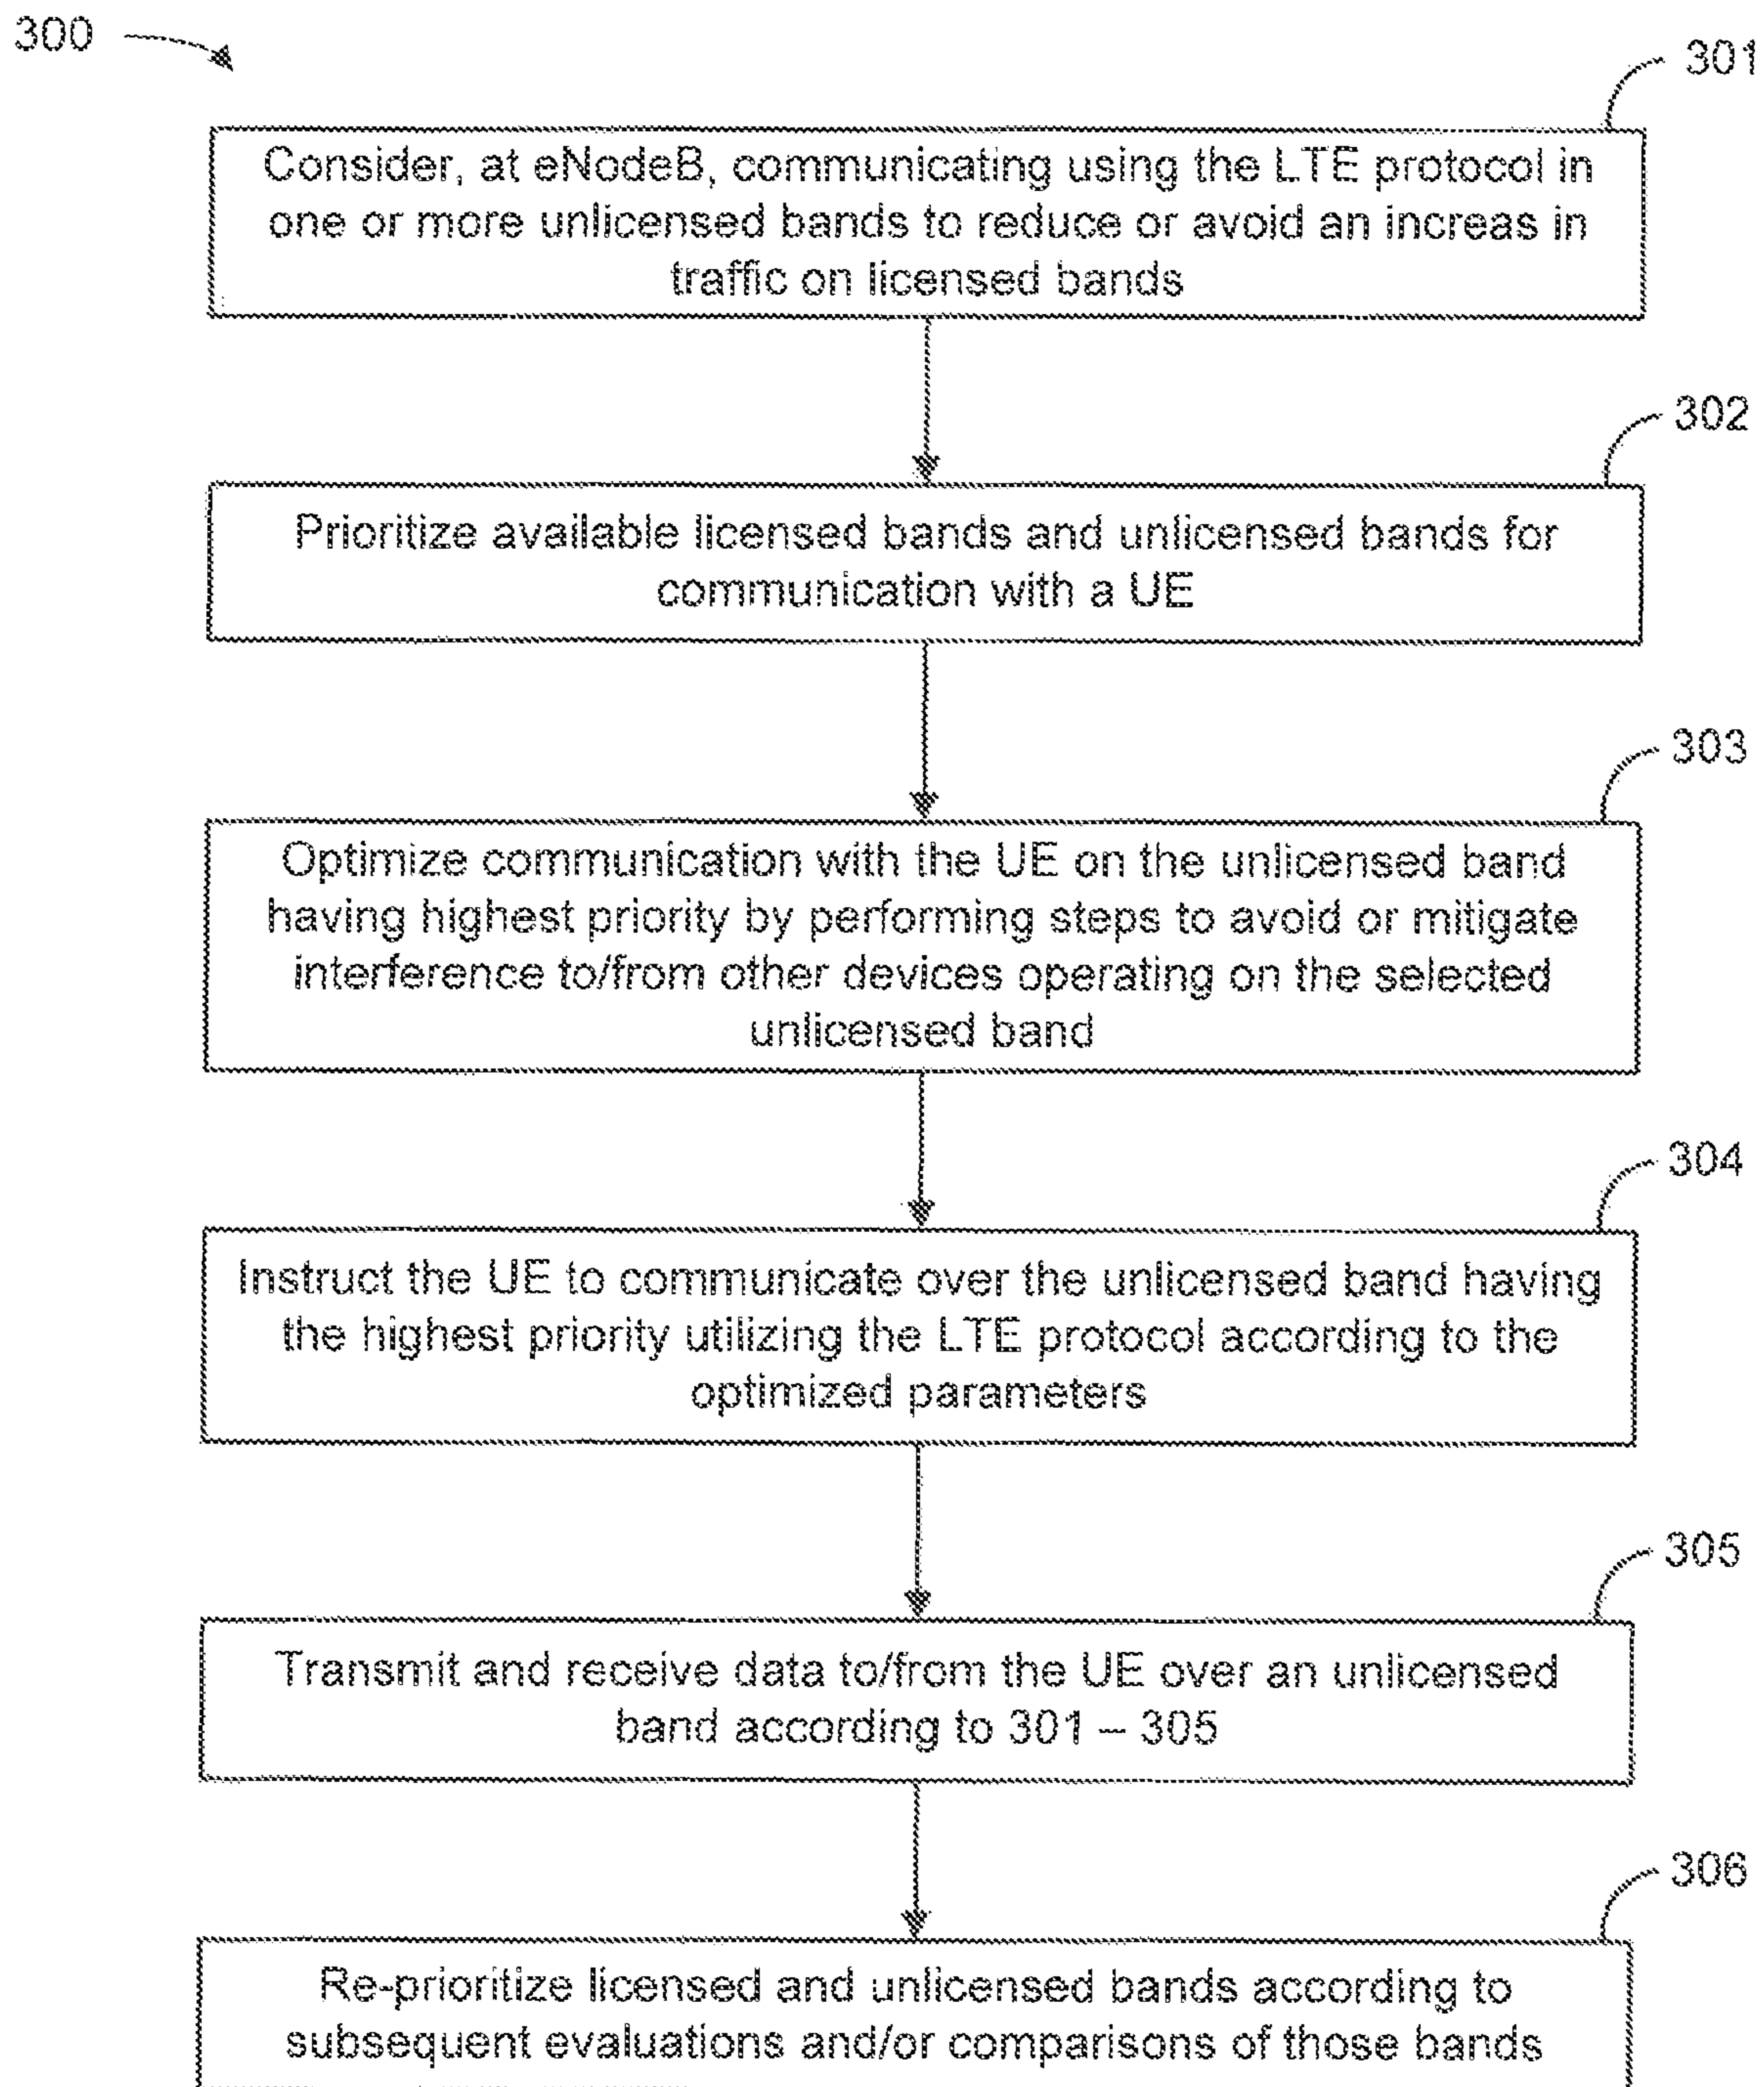 300
301
Consider, at eNodeB, communicating using the LTE protocol in
one or more unlicensed bands to reduce or avoid an increas in
traffic on licensed bands
302
Prioritize available licensed bands and unlicensed bands for
communication with a UE
303
Optimize communication with the UE on the unlicensed band
having highest priority by performing steps to avoid or mitigate
interference to/from other devices operating on the selected
unlicensed band
304
Instruct the UE to communicate over the unlicensed band having
the highest priority utilizing the LTE protocol according to the
optimized parameters
305
Transmit and receive data to/from the UE over an unlicensed
band according to 301 – 305
306
Re-prioritize licensed and unlicensed bands according to
subsequent evaluations and/or comparisons of those bands